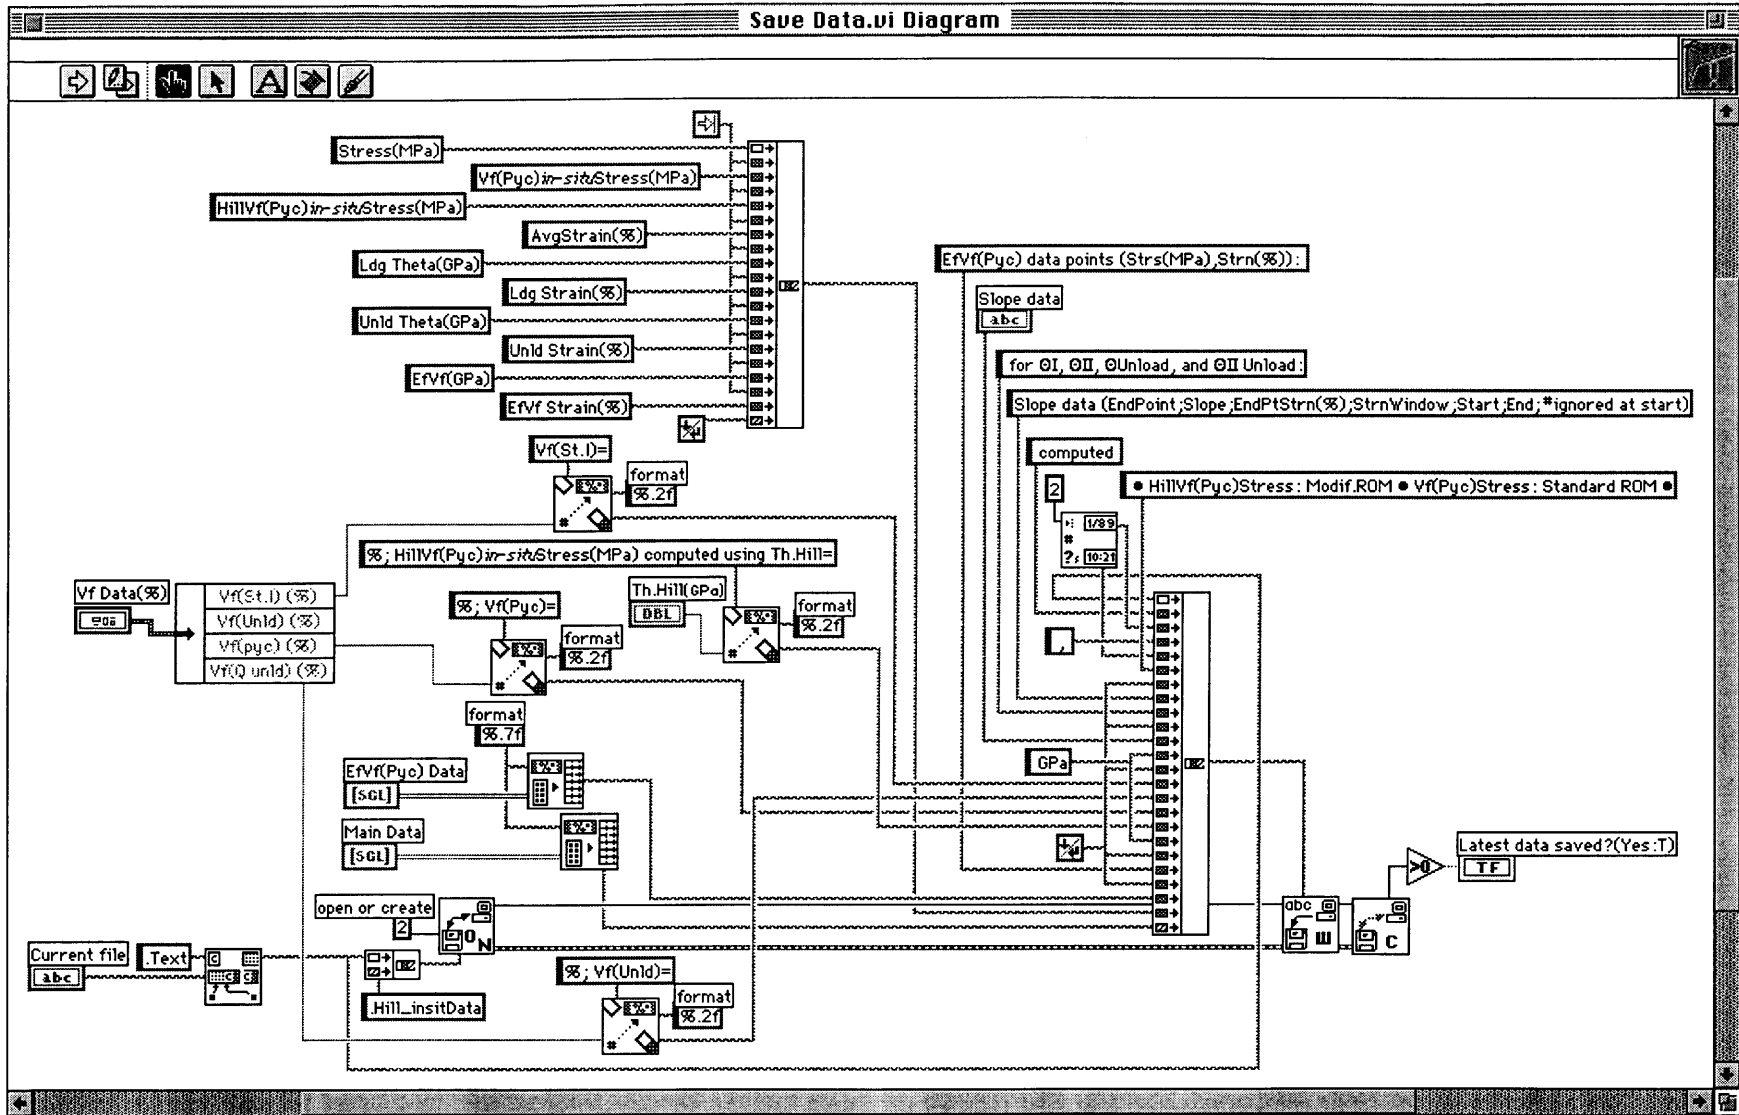 Save Data.vi Diagram
Save
A
Stress(MPa)
Vf(Pyc)in-situStress(MPa)
HillVf(Pyc)in-situStress(MPa)
AvgStrain(%)
Ldg Theta(GPa)
Ldg Strain(%)
Unld Theta(GPa)
Unld Strain(%)
EfVf(GPa)
EfVf Strain(%)
EfVf(Pyc) data points (Strs(MPa),Strn(%)):
Slope data
abc
for ΘI, ΘII, ΘUnload, and ΘII Unload:
Slope data (EndPoint;Slope;EndPtStrn(%);StrnWindow;Start;End;#ignored at start)
computed
2
● HillVf(Pyc)Stress: Modif.ROM ● Vf(Pyc)Stress: Standard ROM ●
1/89
#
?:
10:21
Vf(St.I)=
format
%.2f
#
%; HillVf(Pyc)in-situStress(MPa) computed using Th.Hill=
Vf Data(%)
Vf(St.I) (%)
Vf(Unld) (%)
Vf(pyc) (%)
Vf(Q unld) (%)
%; Vf(Pyc)=
format
%.2f
#
Th.Hill(GPa)
DBL
format
%.2f
#
,
format
%.7f
EfVf(Pyc) Data
[SGL]
Main Data
[SGL]
GPa
Latest data saved?(Yes:T)
>0
TF
open or create
2
O
N
abc
W
C
Current file
abc
.Text
.Hill_insitData
%; Vf(Unld)=
format
%.2f
#